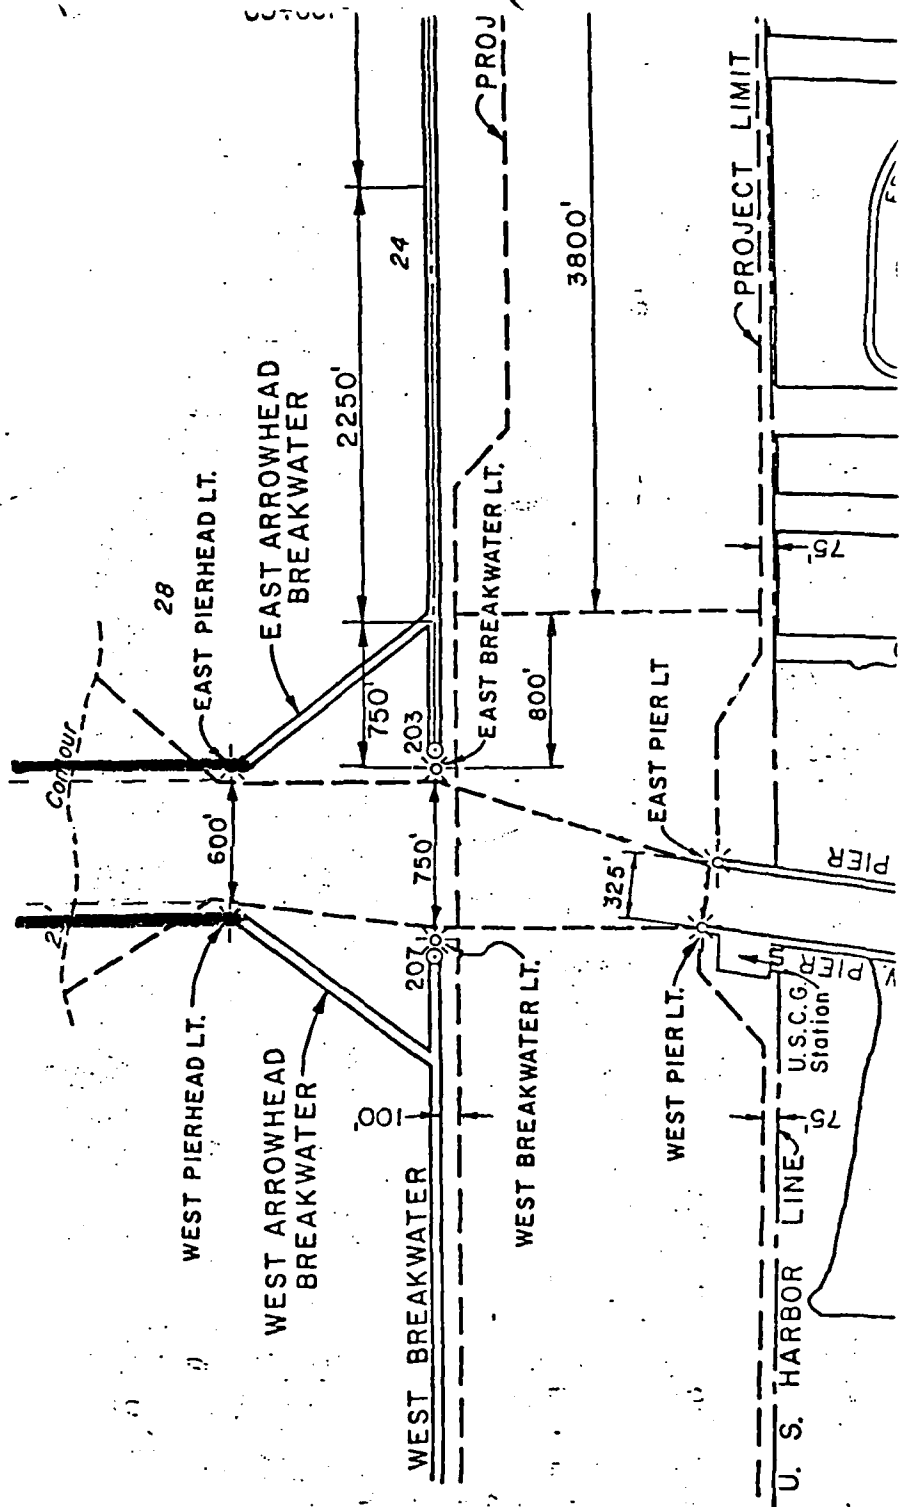 Contour
28
EAST PIERHEAD LT.
EAST ARROWHEAD
BREAKWATER
2250'
24
PROJ
3800'
PROJECT LIMIT
600'
750'
203
EAST BREAKWATER LT.
800'
750'
207
EAST PIER LT
325'
75'
PIER
WEST PIERHEAD LT.
WEST ARROWHEAD
BREAKWATER
100'
WEST BREAKWATER
WEST BREAKWATER LT.
WEST PIER LT.
PIER
U.S.C.G.
Station
75'
U. S. HARBOR LINE